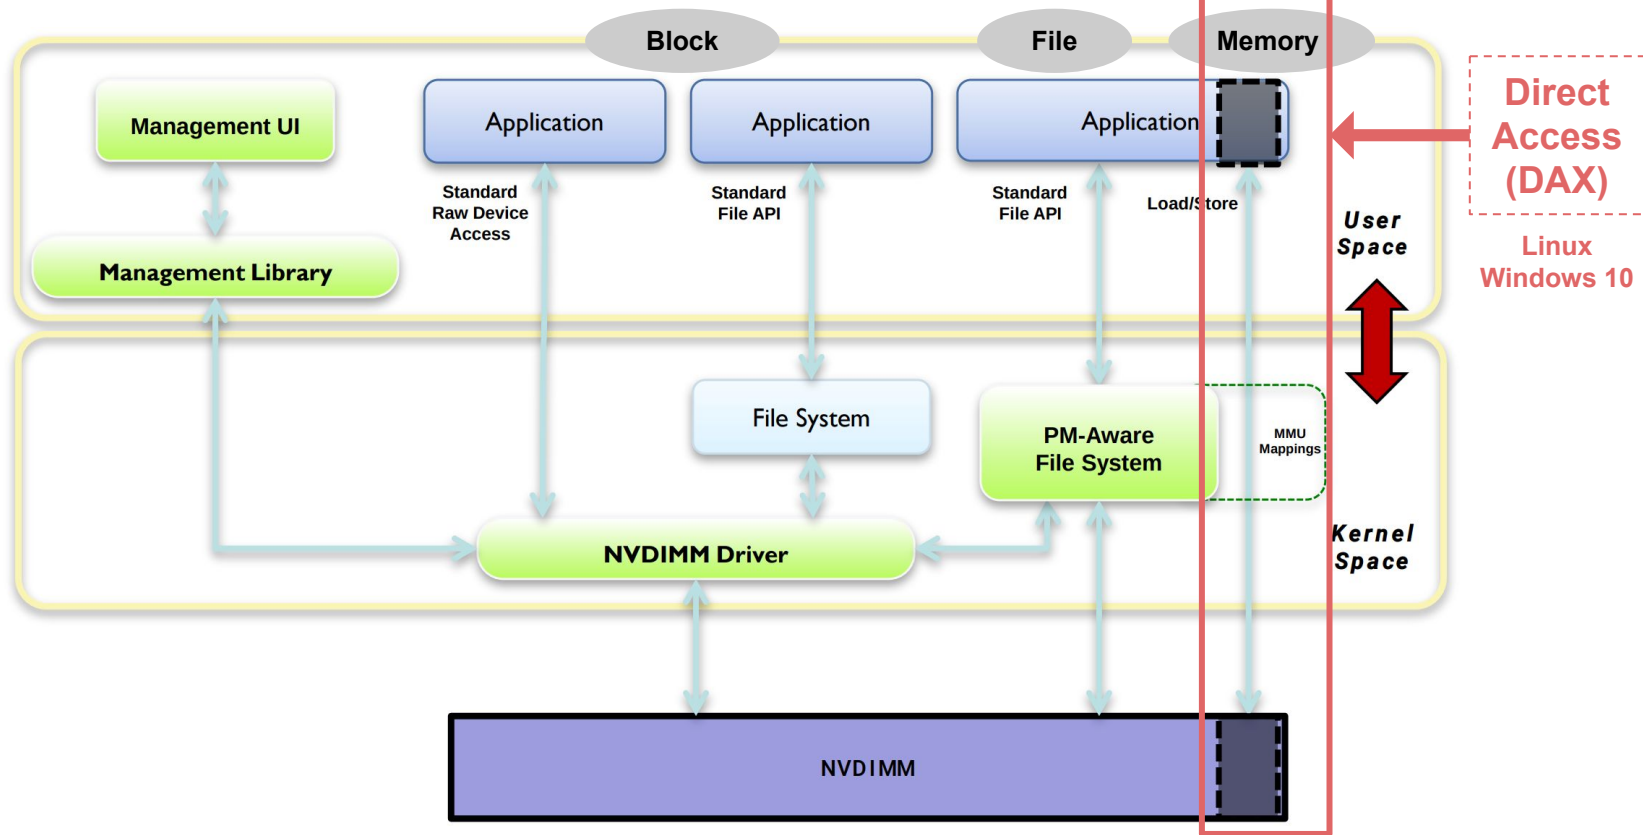 Block
File
Memory
Management UI
Application
Application
Application
Direct
Access
(DAX)
Standard
Raw Device
Access
Standard
File API
Standard
File API
Load/Store
User
Space
Linux
Windows 10
Management Library
File System
PM-Aware
File System
MMU
Mappings
NVDIMM Driver
Kernel
Space
NVDIMM